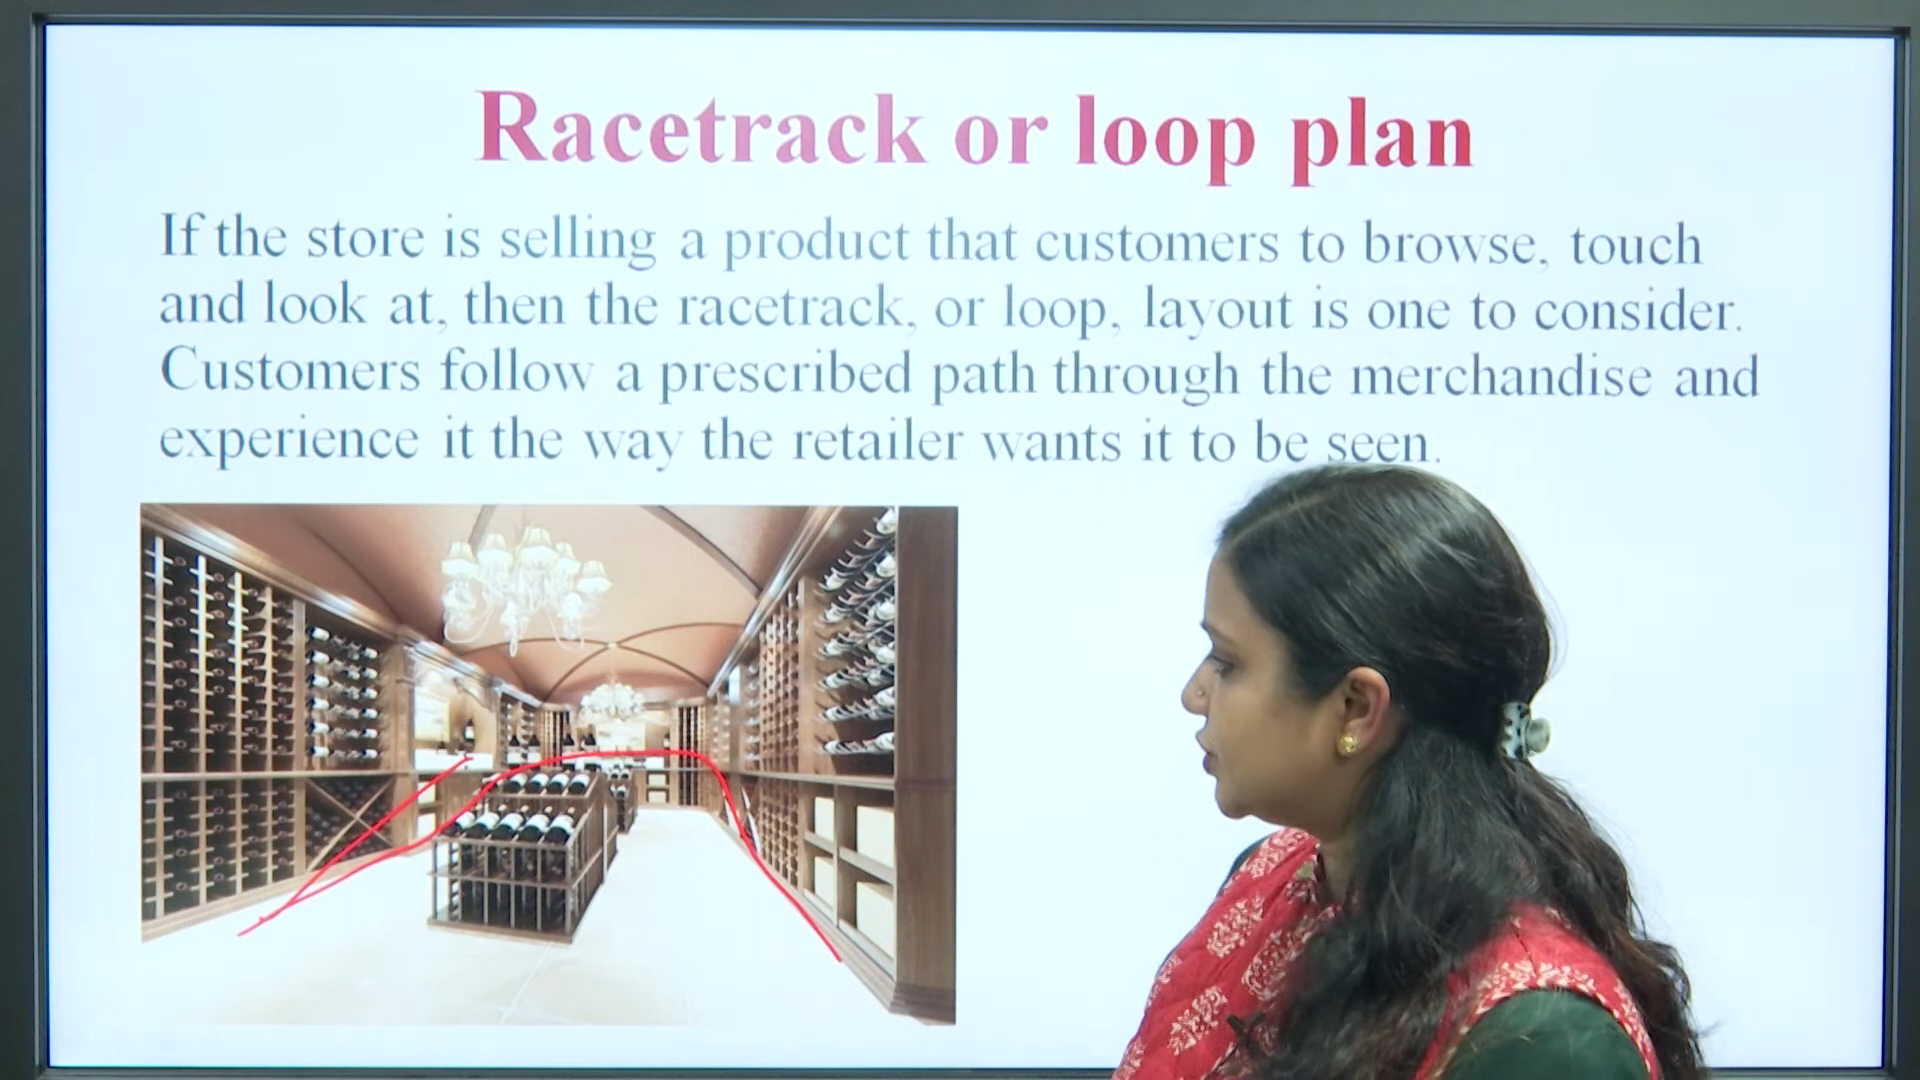 Racetrack or loop plan
If the store is selling a product that customers to browse, touch
and look at, then the racetrack, or loop, layout is one to consider.
Customers follow a prescribed path through the merchandise and
experience it the way the retailer wants it to be seen.